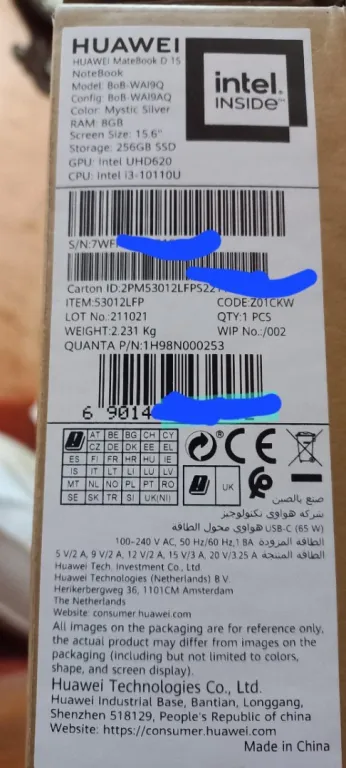 HUAWEI
HUAWEI MateBook D 15
NoteBook
Model: BoB-WAI9Q
Config: BoB-WAI9AQ
Color: Mystic Silver
RAM: 8GB
Screen Size: 15.6"
Storage: 256GB SSD
GPU: Intel UHD620
CPU: Intel i3-10110U
intel.
INSIDE™
S/N:7WF
Carton ID:2PM53012LFPS22
ITEM:53012LFP CODE:Z01CKW
LOT No.:211021 QTY:1 PCS
WEIGHT:2.231 Kg WIP No.:/002
QUANTA P/N:1H98N000253
6 9014
AT BE BG CH CY
CZ DE DK EE EL
ES FI FR HR HU IE
IS IT LT LI LU LV
MT NL NO PL PT RO
SE SK TR SI UK(NI)
CE
UK
صنع بالصين
شركة هواوي تكنولوجيز
هواوي محول الطاقة USB-C (65 W)
الطاقة المزودة 100–240 V AC, 50 Hz/60 Hz,1.8A
الطاقة المنتجة 5 V/2 A, 9 V/2 A, 12 V/2 A, 15 V/3 A, 20 V/3.25 A
Huawei Tech. Investment Co., Ltd.
Huawei Technologies (Netherlands) B.V.
Herikerbergweg 36, 1101CM Amsterdam
The Netherlands
Website: consumer.huawei.com
All images on the packaging are for reference only,
the actual product may differ from images on the
packaging (including but not limited to colors,
shape, and screen display).
Huawei Technologies Co., Ltd.
Huawei Industrial Base, Bantian, Longgang,
Shenzhen 518129, People's Republic of china
Website: https://consumer.huawei.com
Made in China